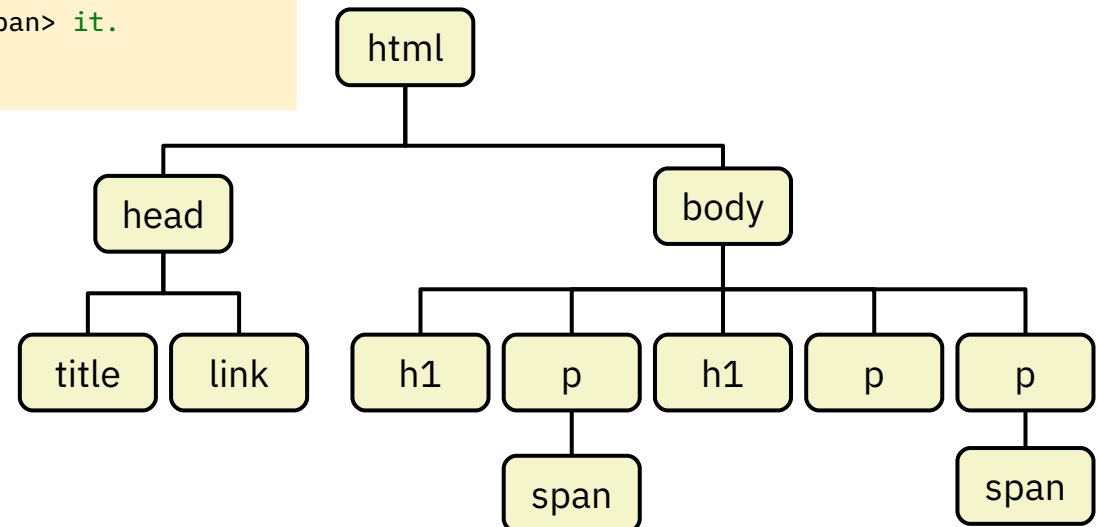 pan> it.
html
head
body
title link h1 p h1 p p
span
span